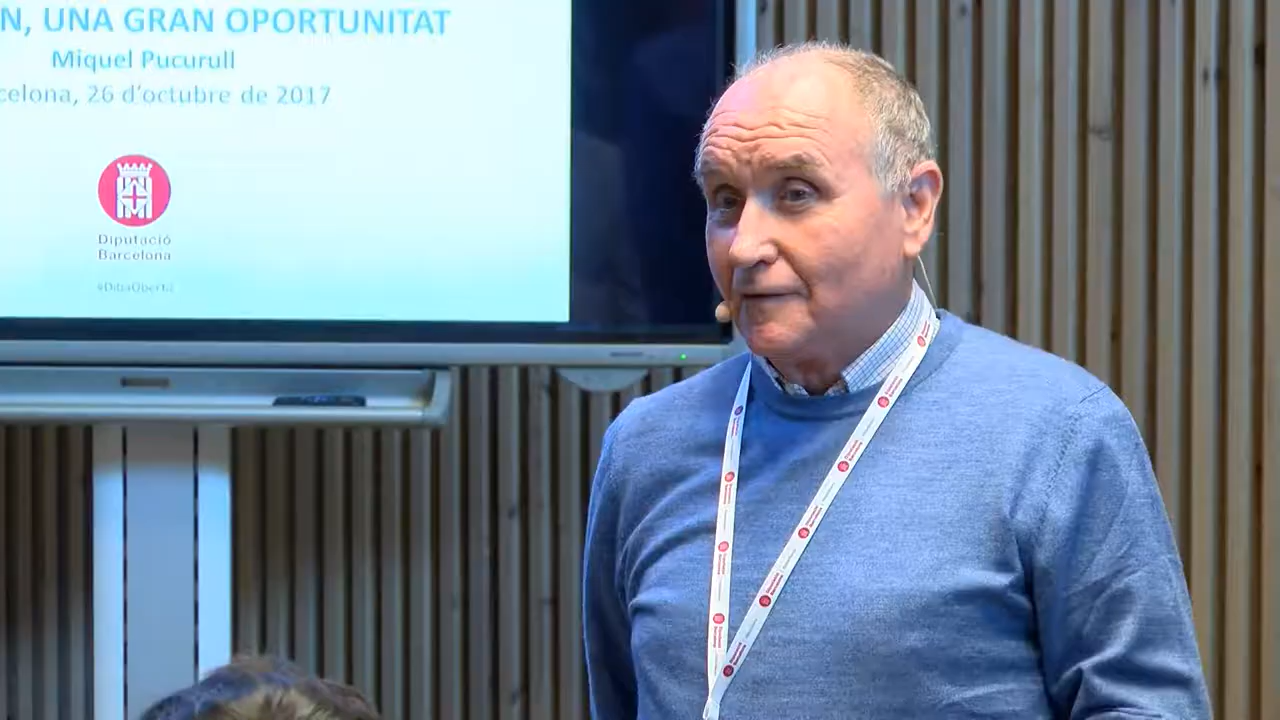 N, UNA GRAN OPORTUNITAT
Miquel Pucurull
celona, 26 d'octubre de 2017
Diputació
Barcelona
#DibaOberta